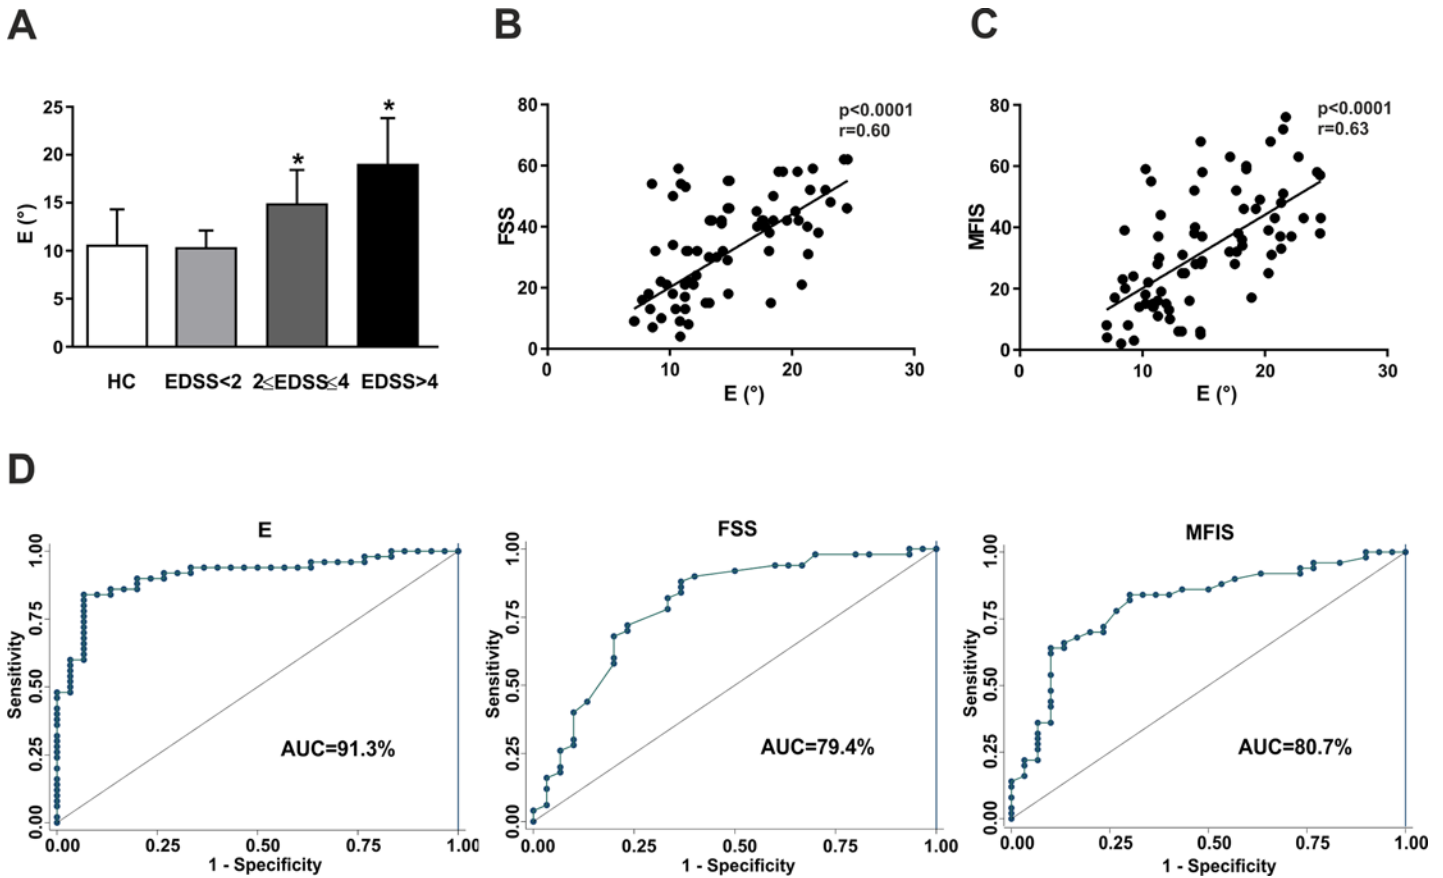 A
B
C
25
20
15
10
5
0
E (°)
*
*
HC
EDSS<2
2≤EDSS≤4
EDSS>4
80
60
40
20
0
FSS
p<0.0001
r=0.60
0
10
20
30
E (°)
80
60
40
20
0
MFIS
p<0.0001
r=0.63
0
10
20
30
E (°)
D
E
1.00
0.75
0.50
0.25
0.00
Sensitivity
AUC=91.3%
0.00
0.25
0.50
0.75
1.00
1 - Specificity
FSS
1.00
0.75
0.50
0.25
0.00
Sensitivity
AUC=79.4%
0.00
0.25
0.50
0.75
1.00
1 - Specificity
MFIS
1.00
0.75
0.50
0.25
0.00
Sensitivity
AUC=80.7%
0.00
0.25
0.50
0.75
1.00
1 - Specificity